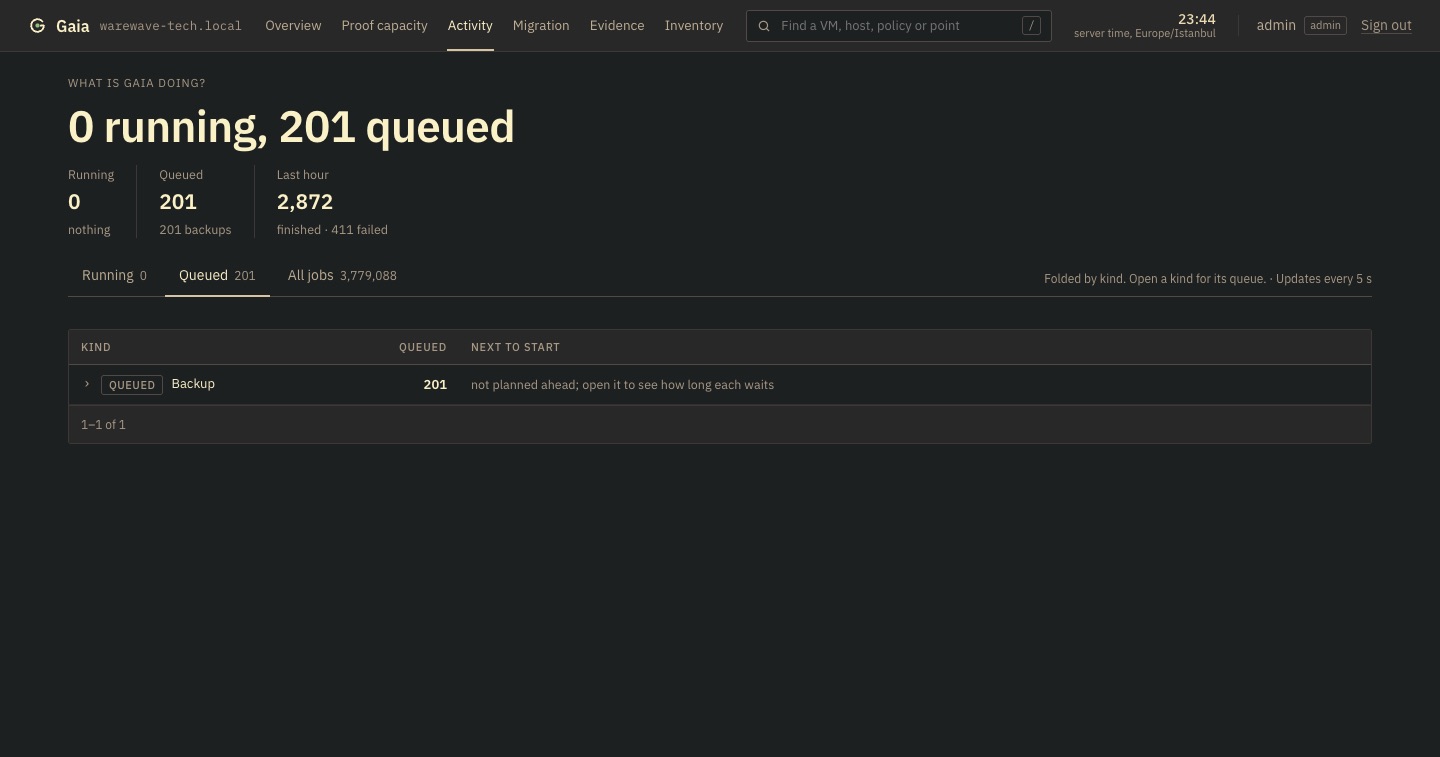 Gaia warewave-tech.local Overview Proof capacity Activity Migration Evidence Inventory Find a VM, host, policy or point / 23:44 admin admin Sign out
server time, Europe/Istanbul
WHAT IS GAIA DOING?
0 running, 201 queued
Running Queued Last hour
0 201 2,872
nothing 201 backups finished · 411 failed
Running 0 Queued 201 All jobs 3,779,088 Folded by kind. Open a kind for its queue. · Updates every 5 s
KIND QUEUED NEXT TO START
› QUEUED Backup 201 not planned ahead; open it to see how long each waits
1–1 of 1